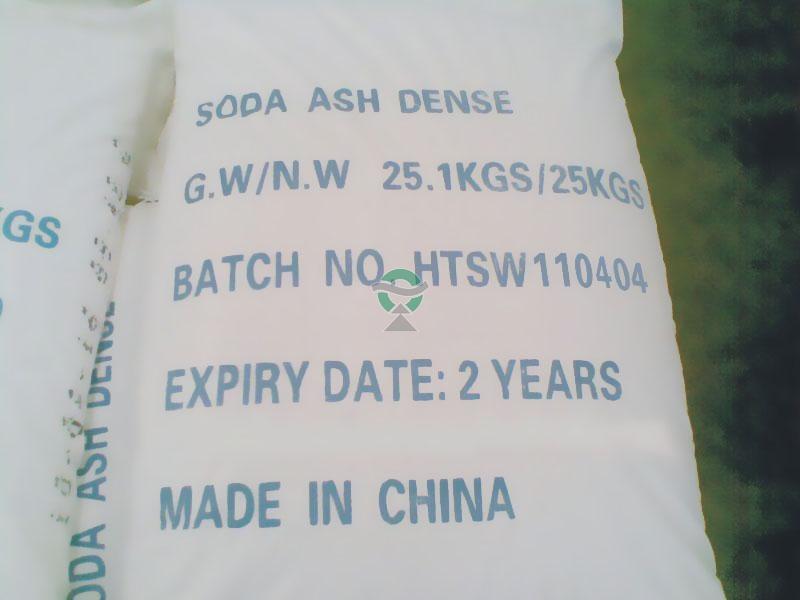 SODA ASH DENSE
G.W/N.W 25.1KGS/25KGS
BATCH NO. HTSW110404
EXPIRY DATE: 2 YEARS
MADE IN CHINA
KGS
SODA ASH DENSE